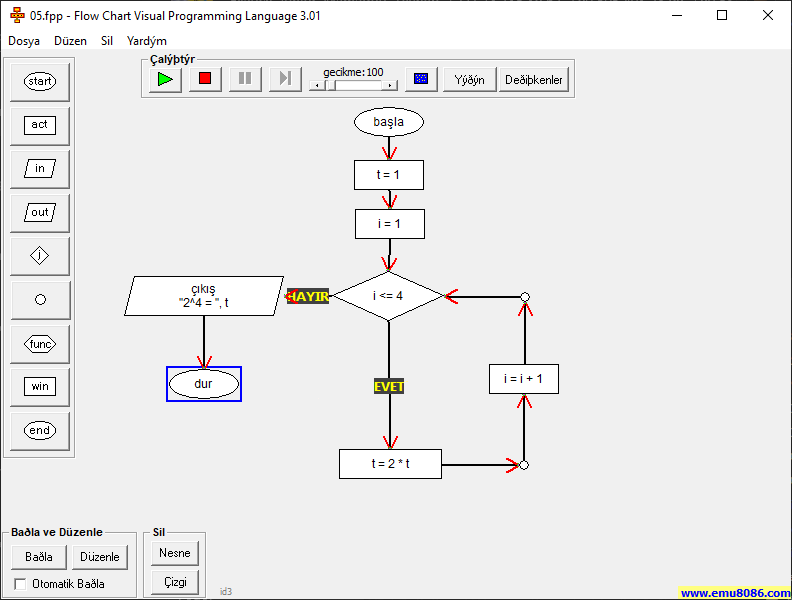 05.fpp - Flow Chart Visual Programming Language 3.01
Dosya Düzen Sil Yardým
Çalýþtýr
gecikme:100
Yýðýn
Deðiþkenler
start
act
in
out
i
func
win
end
başla
t = 1
i = 1
i <= 4
HAYIR
çıkış
"2^4 = ", t
dur
EVET
i = i + 1
t = 2 * t
Baðla ve Düzenle
Baðla
Düzenle
Otomatik Baðla
Sil
Nesne
Çizgi
id3
www.emu8086.com